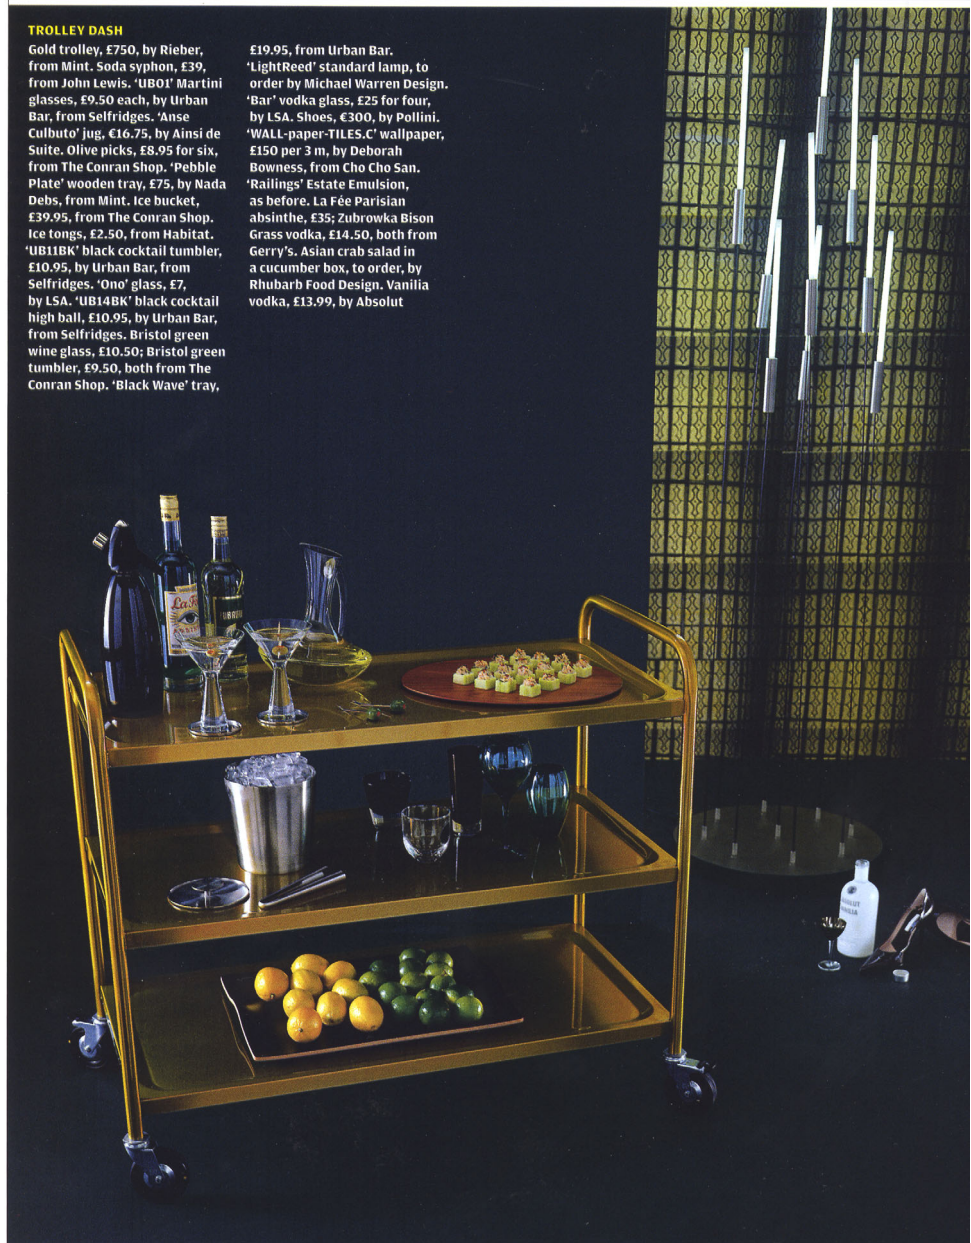 TROLLEY DASH
Gold trolley, £750, by Rieber,
from Mint. Soda syphon, £39,
from John Lewis. ‘UB01’ Martini
glasses, £9.50 each, by Urban
Bar, from Selfridges. ‘Anse
Culbuto’ jug, €16.75, by Ainsi de
Suite. Olive picks, £8.95 for six,
from The Conran Shop. ‘Pebble
Plate’ wooden tray, £75, by Nada
Debs, from Mint. Ice bucket,
£39.95, from The Conran Shop.
Ice tongs, £2.50, from Habitat.
‘UB11BK’ black cocktail tumbler,
£10.95, by Urban Bar, from
Selfridges. ‘Ono’ glass, £7,
by LSA. ‘UB14BK’ black cocktail
high ball, £10.95, by Urban Bar,
from Selfridges. Bristol green
wine glass, £10.50; Bristol green
tumbler, £9.50, both from The
Conran Shop. ‘Black Wave’ tray,
£19.95, from Urban Bar.
‘LightReed’ standard lamp, to
order by Michael Warren Design.
‘Bar’ vodka glass, £25 for four,
by LSA. Shoes, €300, by Pollini.
‘WALL-paper-TILES.C’ wallpaper,
£150 per 3 m, by Deborah
Bowness, from Cho Cho San.
‘Railings’ Estate Emulsion,
as before. La Fée Parisian
absinthe, £35; Zubrowka Bison
Grass vodka, £14.50, both from
Gerry’s. Asian crab salad in
a cucumber box, to order, by
Rhubarb Food Design. Vanilia
vodka, £13.99, by Absolut
La F